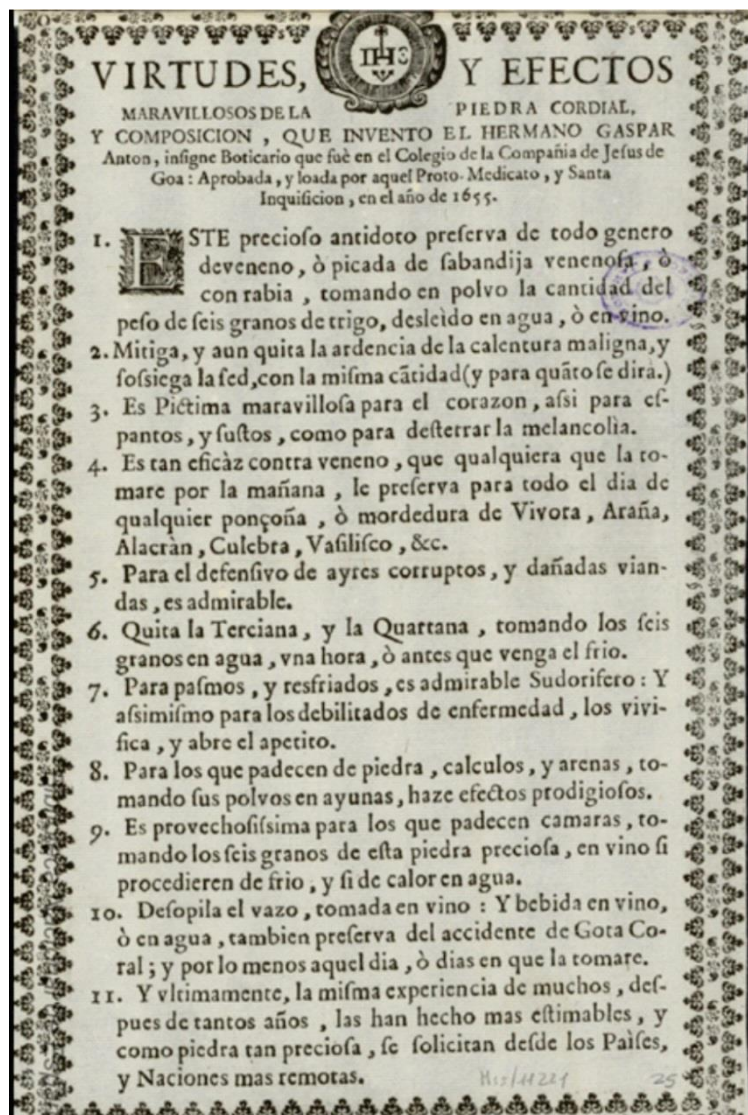 IHS
VIRTUDES, Y EFECTOS
MARAVILLOSOS DE LA PIEDRA CORDIAL,
Y COMPOSICION , QUE INVENTO EL HERMANO GASPAR
Anton, inſigne Boticario que fuè en el Colegio de la Compañia de Jeſus de
Goa : Aprobada, y loada por aquel Proto-Medicato, y Santa
Inquiſicion, en el año de 1655.
1. ESTE precioſo antidoto preſerva de todo genero
deveneno, ò picada de ſabandija venenoſa, ò
con rabia , tomando en polvo la cantidad del
peſo de ſeis granos de trigo, desleìdo en agua, ò en vino.
2. Mitiga, y aun quita la ardencia de la calentura maligna, y
ſoſsiega la ſed, con la miſma cãtidad (y para quãto ſe dira.)
3. Es Pictima maravilloſa para el corazon, aſsi para eſ-
pantos, y ſuſtos , como para deſterrar la melancolìa.
4. Es tan eficàz contra veneno , que qualquiera que la to-
mare por la mañana , le preſerva para todo el dia de
qualquier ponçoña , ò mordedura de Vivora, Araña,
Alacràn, Culebra, Vaſiliſco, &c.
5. Para el defenſivo de ayres corruptos, y dañadas vian-
das, es admirable.
6. Quita la Terciana, y la Quartana , tomando los ſeis
granos en agua , vna hora, ò antes que venga el frio.
7. Para paſmos , y resfriados , es admirable Sudorifero : Y
aſsimiſmo para los debilitados de enfermedad , los vivi-
fica , y abre el apetito.
8. Para los que padecen de piedra , calculos, y arenas , to-
mando ſus polvos en ayunas, haze efectos prodigioſos.
9. Es provechoſiſsima para los que padecen camaras, to-
mando los ſeis granos de eſta piedra precioſa, en vino ſi
procedieren de frio, y ſi de calor en agua.
10. Deſopila el vazo , tomada en vino : Y bebida en vino,
ò en agua , tambien preſerva del accidente de Gota Co-
ral ; y por lo menos aquel dia , ò dias en que la tomare.
11. Y vltimamente, la miſma experiencia de muchos , deſ-
pues de tantos años , las han hecho mas eſtimables, y
como piedra tan precioſa, ſe ſolicitan deſde los Paìſes,
y Naciones mas remotas.
Mss/11221 25